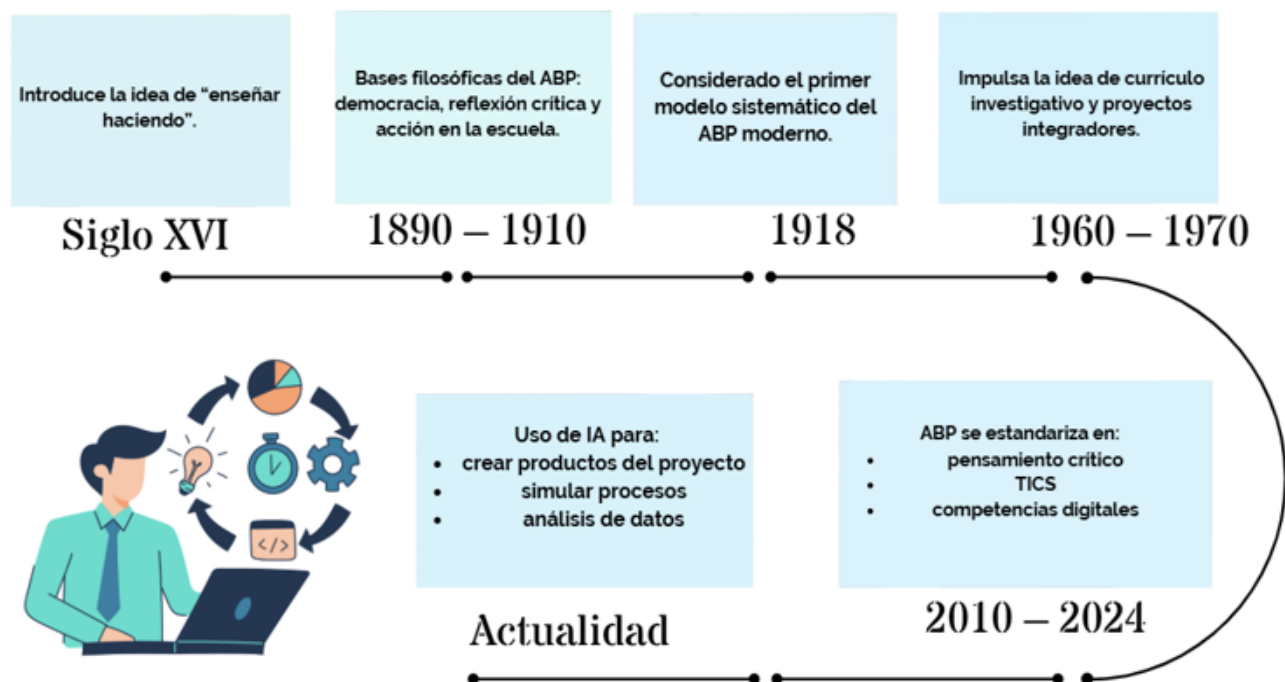 Introduce la idea de “enseñar
haciendo”.
Siglo XVI
Bases filosóficas del ABP:
democracia, reflexión crítica y
acción en la escuela.
1890 – 1910
Considerado el primer
modelo sistemático del
ABP moderno.
1918
Impulsa la idea de currículo
investigativo y proyectos
integradores.
1960 – 1970
ABP se estandariza en:
• pensamiento crítico
• TICS
• competencias digitales
2010 – 2024
Uso de IA para:
• crear productos del proyecto
• simular procesos
• análisis de datos
Actualidad
</>